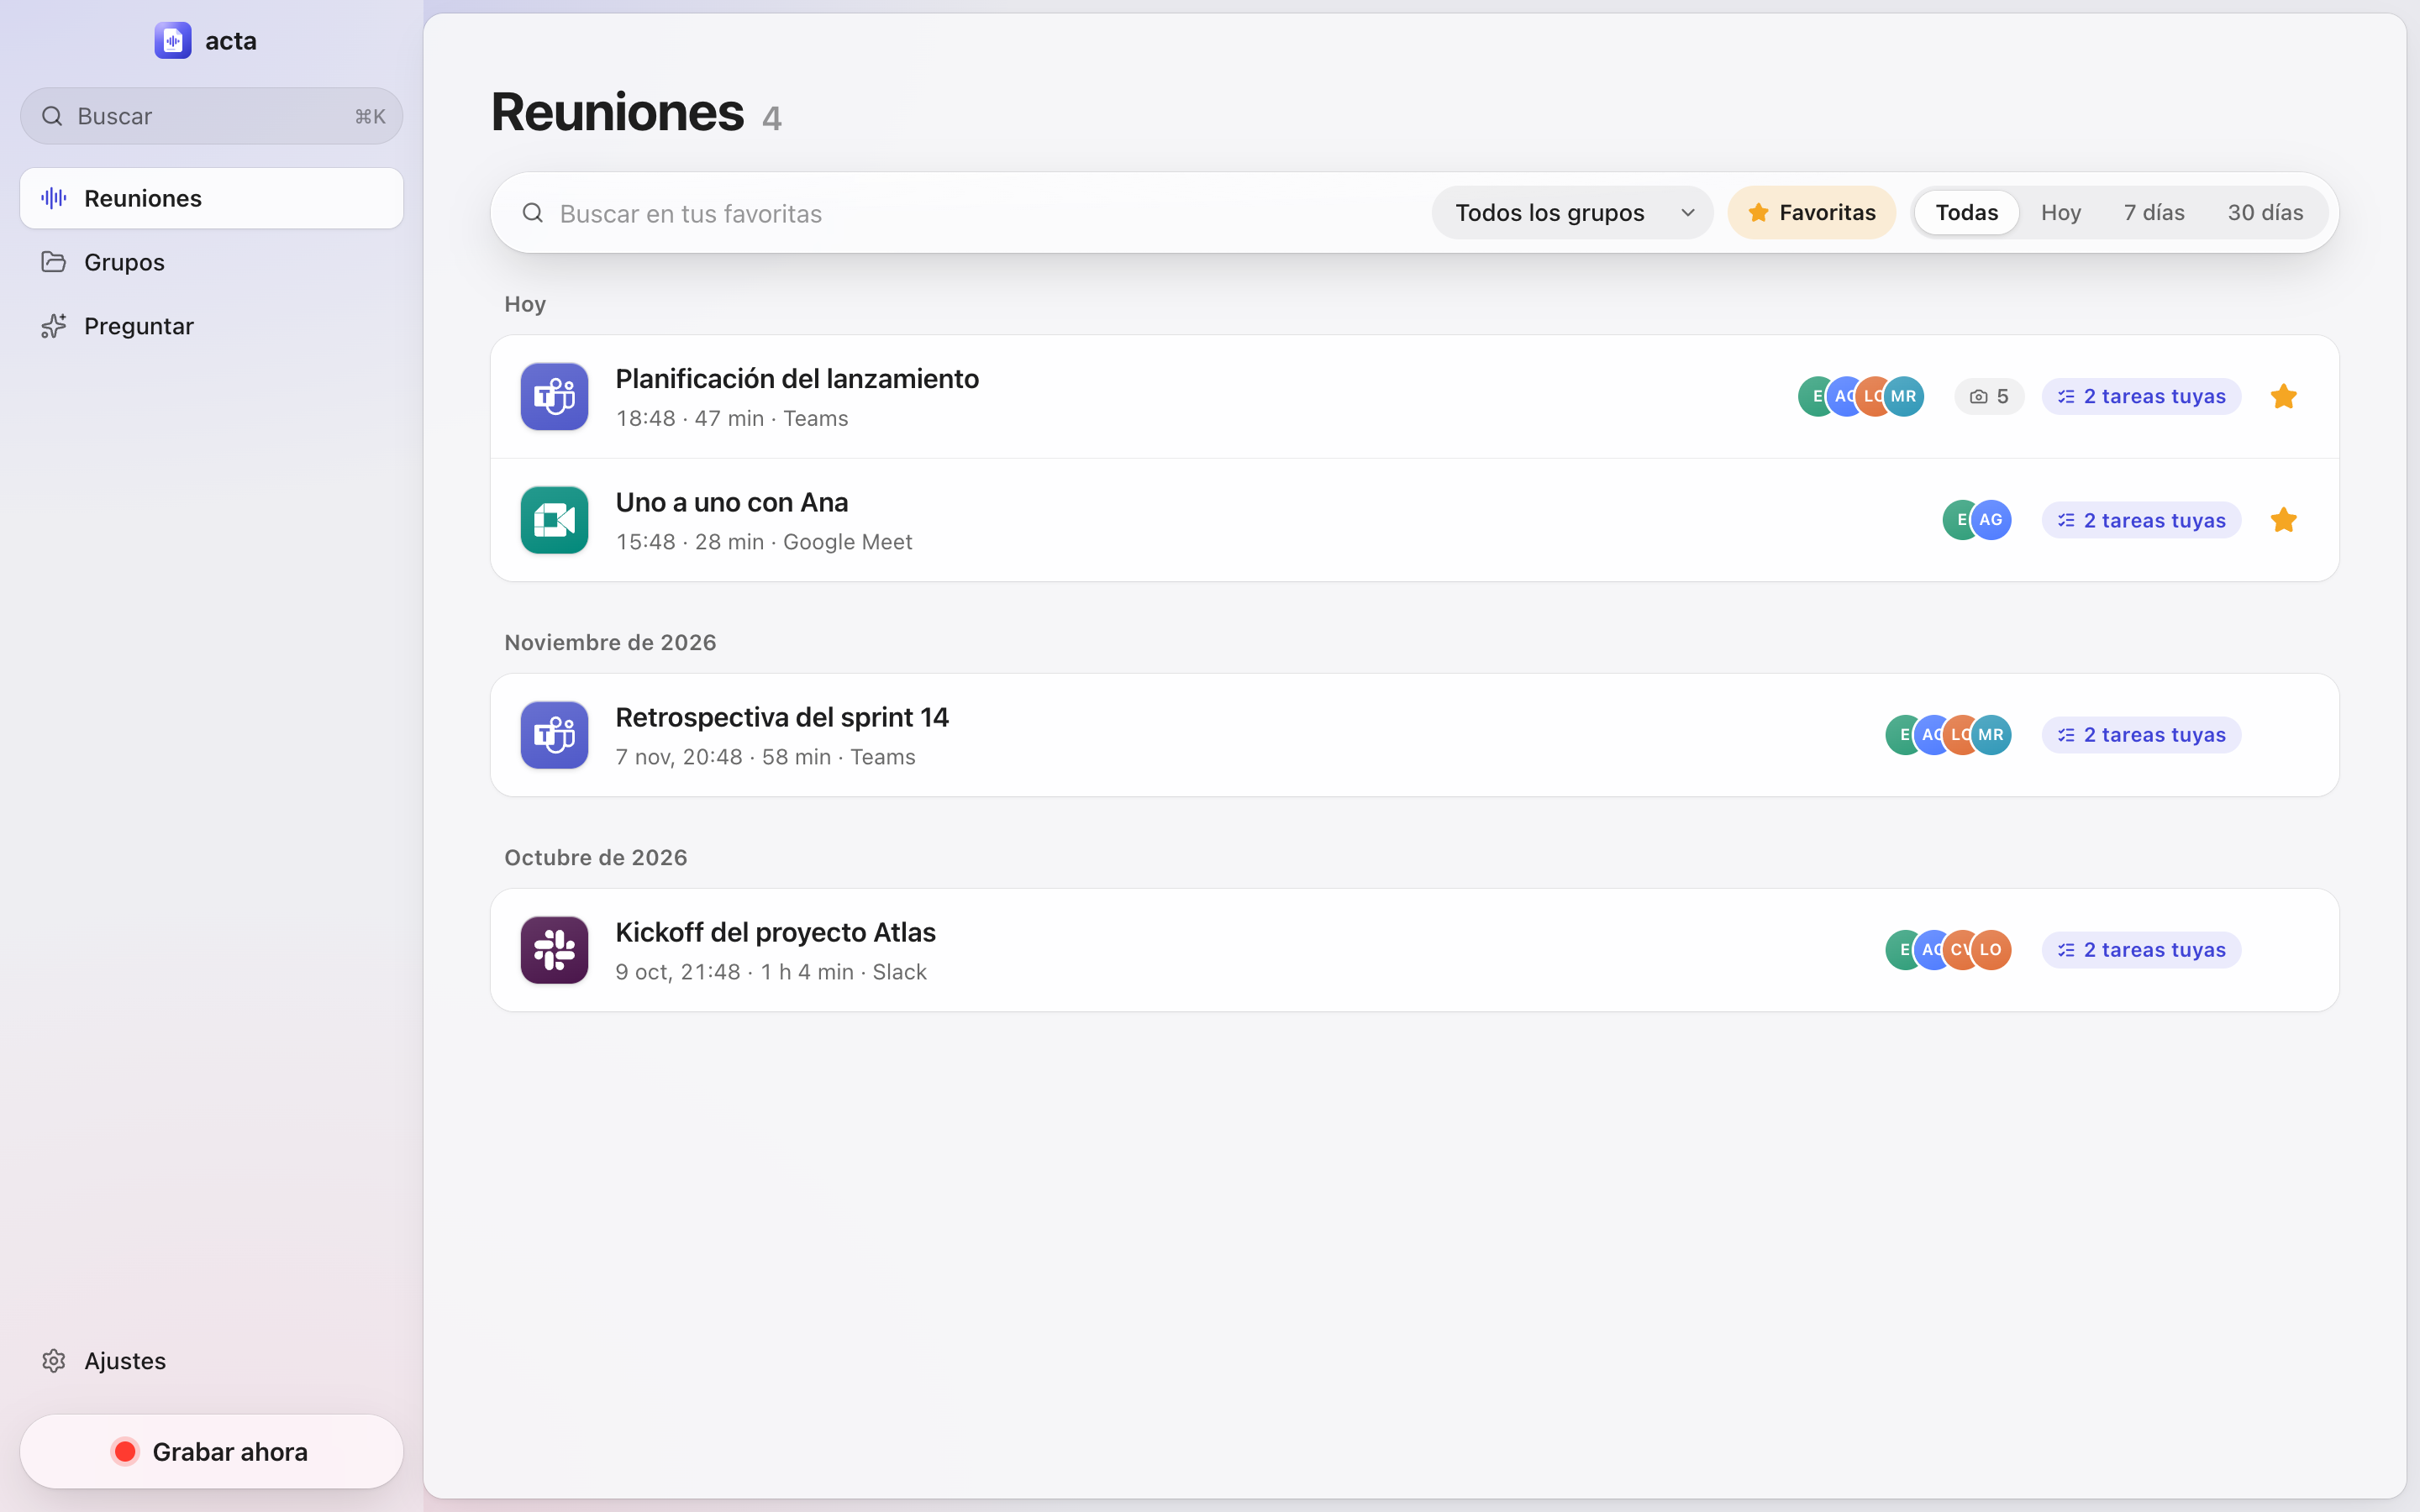 acta
Buscar ⌘K
Reuniones
Grupos
Preguntar
Ajustes
Grabar ahora
Reuniones 4
Buscar en tus favoritas
Todos los grupos
Favoritas
Todas Hoy 7 días 30 días
Hoy
Planificación del lanzamiento
18:48 · 47 min · Teams
E MR 5 2 tareas tuyas
Uno a uno con Ana
15:48 · 28 min · Google Meet
E AG 2 tareas tuyas
Noviembre de 2026
Retrospectiva del sprint 14
7 nov, 20:48 · 58 min · Teams
E MR 2 tareas tuyas
Octubre de 2026
Kickoff del proyecto Atlas
9 oct, 21:48 · 1 h 4 min · Slack
E LO 2 tareas tuyas